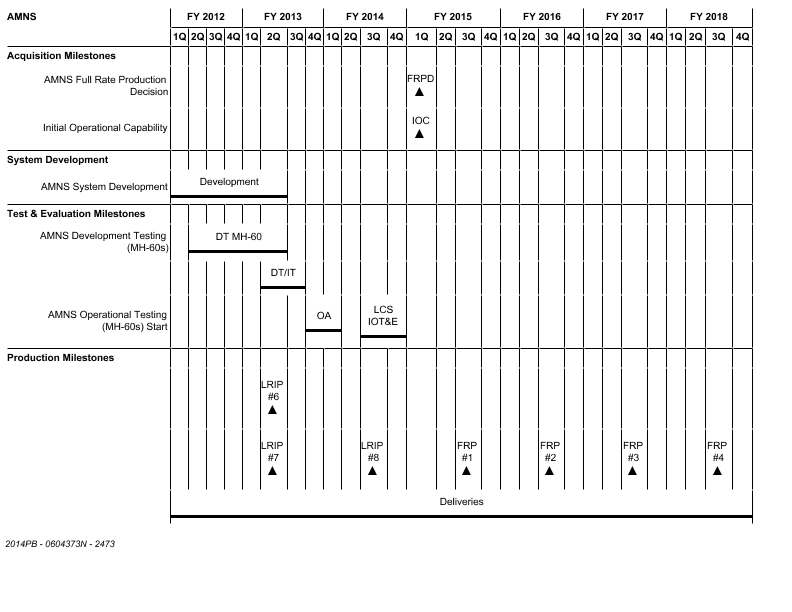 AMNS FY 2012 FY 2013 FY 2014 FY 2015 FY 2016 FY 2017 FY 2018
1Q 2Q 3Q 4Q 1Q 2Q 3Q 4Q 1Q 2Q 3Q 4Q 1Q 2Q 3Q 4Q 1Q 2Q 3Q 4Q 1Q 2Q 3Q 4Q 1Q 2Q 3Q 4Q
Acquisition Milestones
AMNS Full Rate Production
Decision
FRPD
Initial Operational Capability
IOC
System Development
AMNS System Development
Development
Test & Evaluation Milestones
AMNS Development Testing
(MH-60s)
DT MH-60
DT/IT
AMNS Operational Testing
(MH-60s) Start
OA
LCS
IOT&E
Production Milestones
LRIP
#6
LRIP
#7
LRIP
#8
FRP
#1
FRP
#2
FRP
#3
FRP
#4
Deliveries
2014PB - 0604373N - 2473